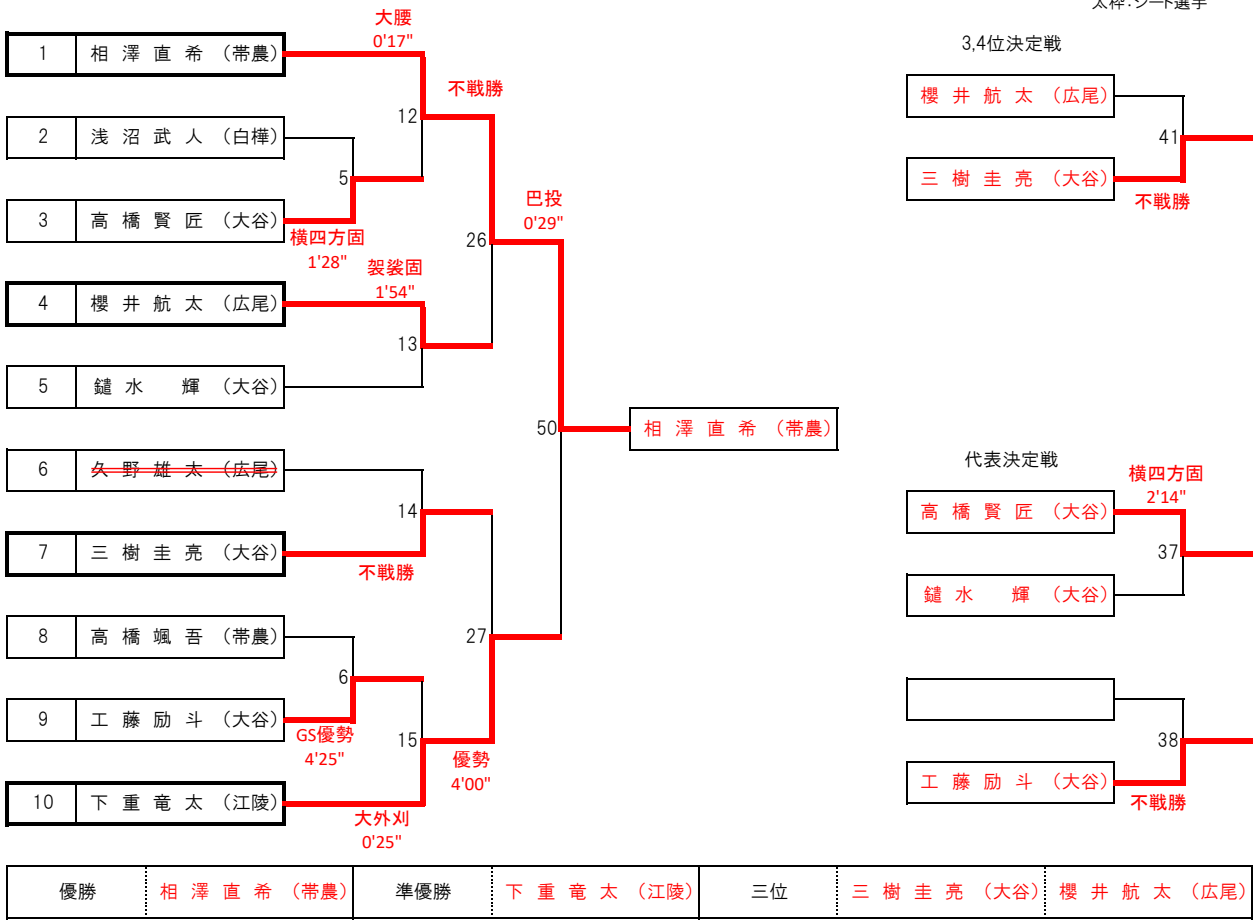 太枠：シード選手
大腰
0'17"
3,4位決定戦
1 相 澤 直 希 （帯農）
不戦勝
櫻 井 航 太 （広尾）
12
2 浅 沼 武 人 （白樺）
41
5
三 樹 圭 亮 （大谷）
不戦勝
巴投
0'29"
3 高 橋 賢 匠 （大谷）
横四方固
1'28"
26
袈裟固
1'54"
4 櫻 井 航 太 （広尾）
13
5 鑓 水 輝 （大谷）
50
相 澤 直 希 （帯農）
6 久 野 雄 太 （広尾）
代表決定戦
横四方固
2'14"
高 橋 賢 匠 （大谷）
14
7 三 樹 圭 亮 （大谷）
37
不戦勝
鑓 水 輝 （大谷）
8 高 橋 颯 吾 （帯農）
27
6
9 工 藤 励 斗 （大谷）
GS優勢
4'25"
15
38
優勢
4'00"
工 藤 励 斗 （大谷）
不戦勝
10 下 重 竜 太 （江陵）
大外刈
0'25"
優勝 相 澤 直 希 （帯農） 準優勝 下 重 竜 太 （江陵） 三位 三 樹 圭 亮 （大谷） 櫻 井 航 太 （広尾）